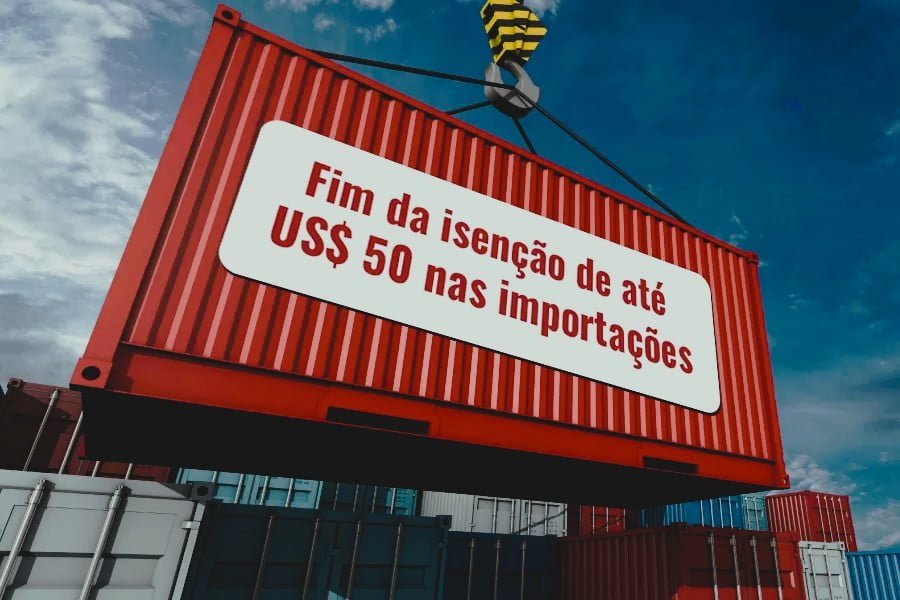 Fim da isenção de até
US$ 50 nas importações